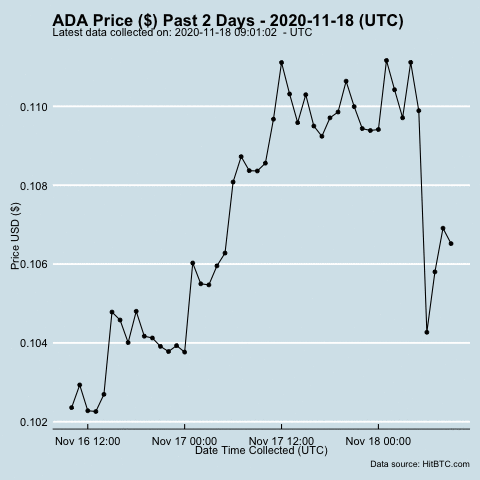 ADA Price ($) Past 2 Days - 2020-11-18 (UTC)
Latest data collected on: 2020-11-18 09:01:02  - UTC
Price USD ($)
0.110
0.108
0.106
0.104
0.102
Nov 16 12:00 Nov 17 00:00 Nov 17 12:00 Nov 18 00:00
Date Time Collected (UTC)
Data source: HitBTC.com